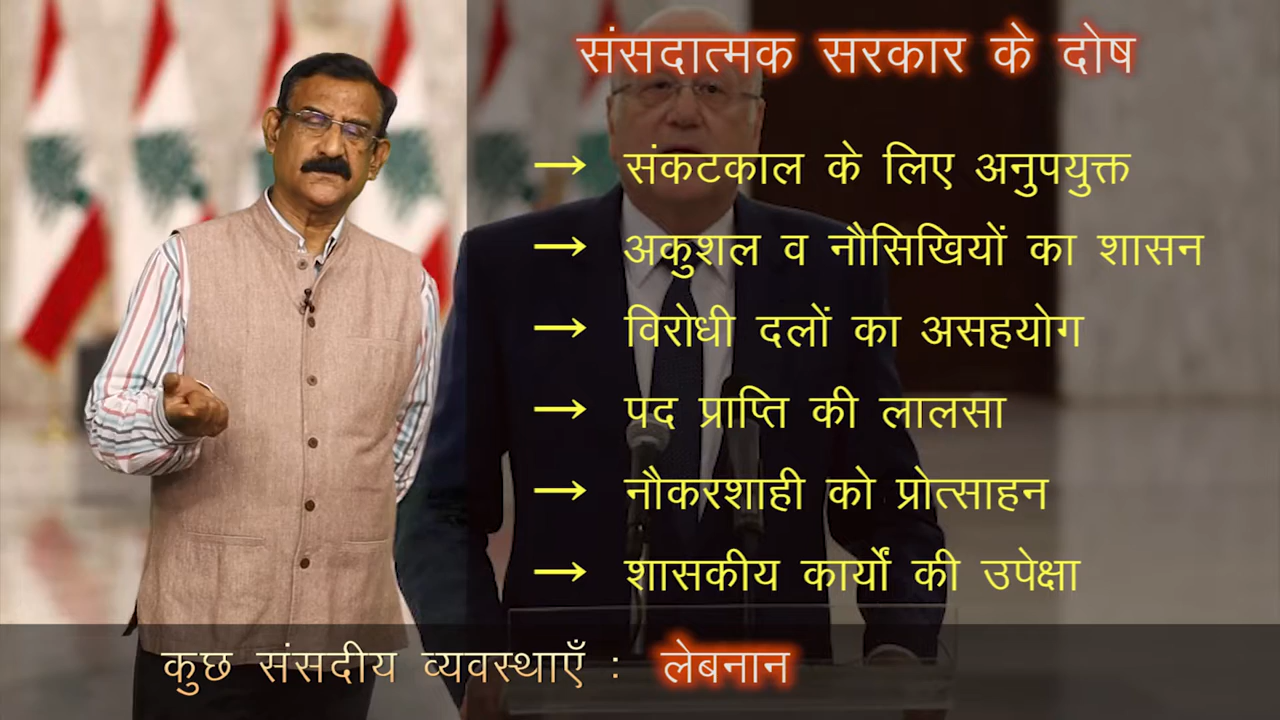 संसदात्मक सरकार के दोष
→ संकटकाल के लिए अनुपयुक्त
→ अकुशल व नौसिखियों का शासन
→ विरोधी दलों का असहयोग
→ पद प्राप्ति की लालसा
→ नौकरशाही को प्रोत्साहन
→ शासकीय कार्यों की उपेक्षा
कुछ संसदीय व्यवस्थाएँ : लेबनान